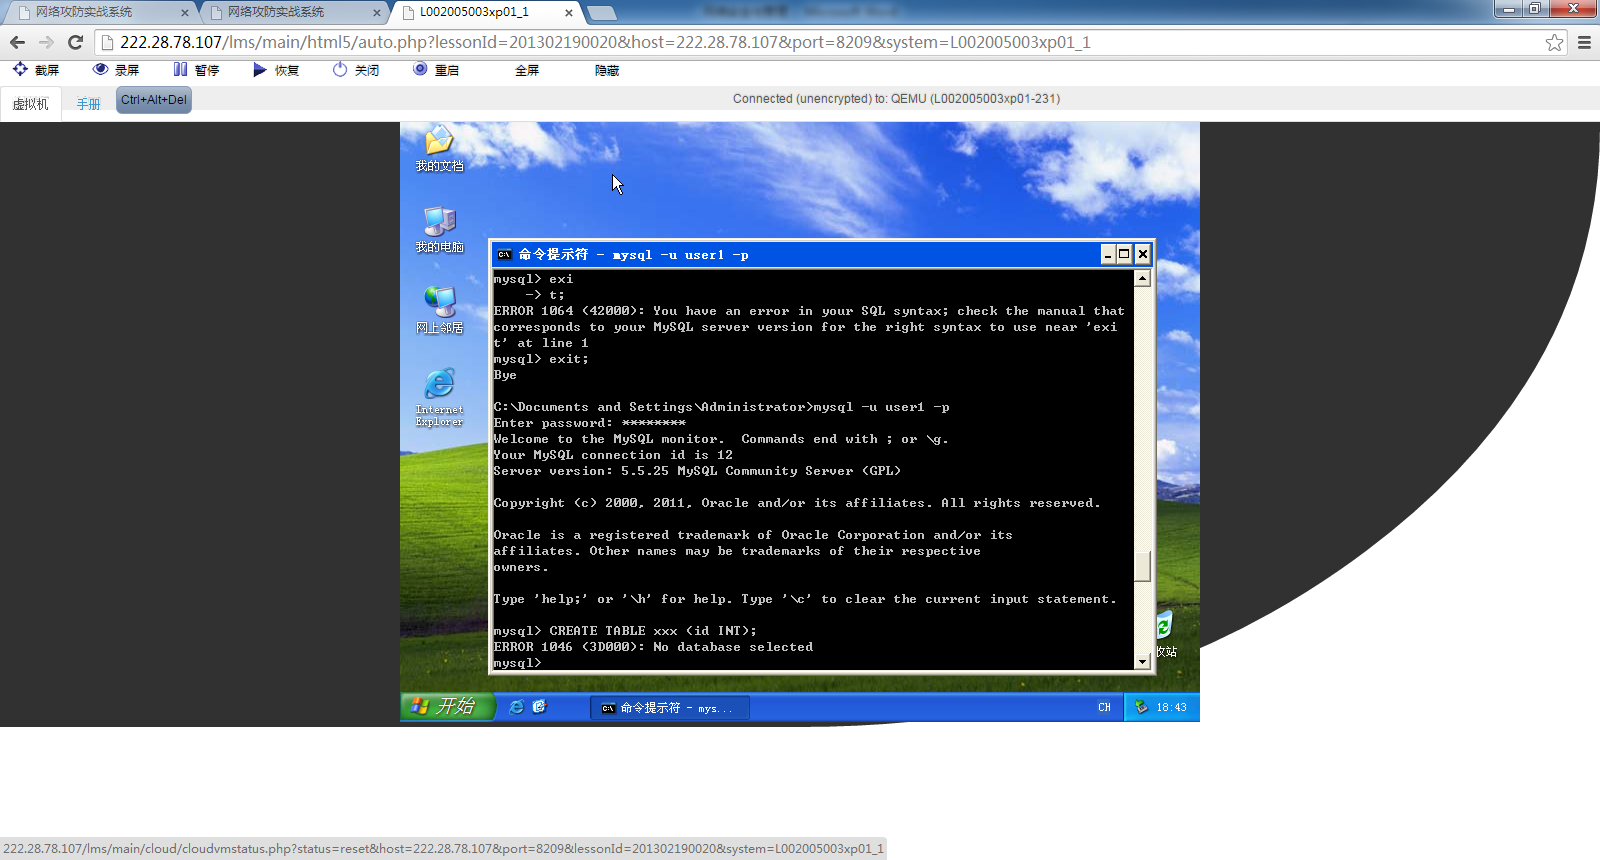 网络攻防实战系统
网络攻防实战系统
L002005003xp01_1
222.28.78.107/lms/main/html5/auto.php?lessonId=201302190020&host=222.28.78.107&port=8209&system=L002005003xp01_1
截屏 录屏 暂停 恢复 关闭 重启 全屏 隐藏
虚拟机 手册 Ctrl+Alt+Del
Connected (unencrypted) to: QEMU (L002005003xp01-231)
我的文档
我的电脑
网上邻居
Internet
Explorer
命令提示符 - mysql -u user1 -p
mysql> exi
    -> t;
ERROR 1064 (42000): You have an error in your SQL syntax; check the manual that
corresponds to your MySQL server version for the right syntax to use near 'exi
t' at line 1
mysql> exit;
Bye
C:\Documents and Settings\Administrator>mysql -u user1 -p
Enter password: ********
Welcome to the MySQL monitor.  Commands end with ; or \g.
Your MySQL connection id is 12
Server version: 5.5.25 MySQL Community Server (GPL)
Copyright (c) 2000, 2011, Oracle and/or its affiliates. All rights reserved.
Oracle is a registered trademark of Oracle Corporation and/or its
affiliates. Other names may be trademarks of their respective
owners.
Type 'help;' or '\h' for help. Type '\c' to clear the current input statement.
mysql> CREATE TABLE xxx (id INT);
ERROR 1046 (3D000): No database selected
mysql>
收站
开始
命令提示符 - mys...
CH
18:43
222.28.78.107/lms/main/cloud/cloudvmstatus.php?status=reset&host=222.28.78.107&port=8209&lessonId=201302190020&system=L002005003xp01_1